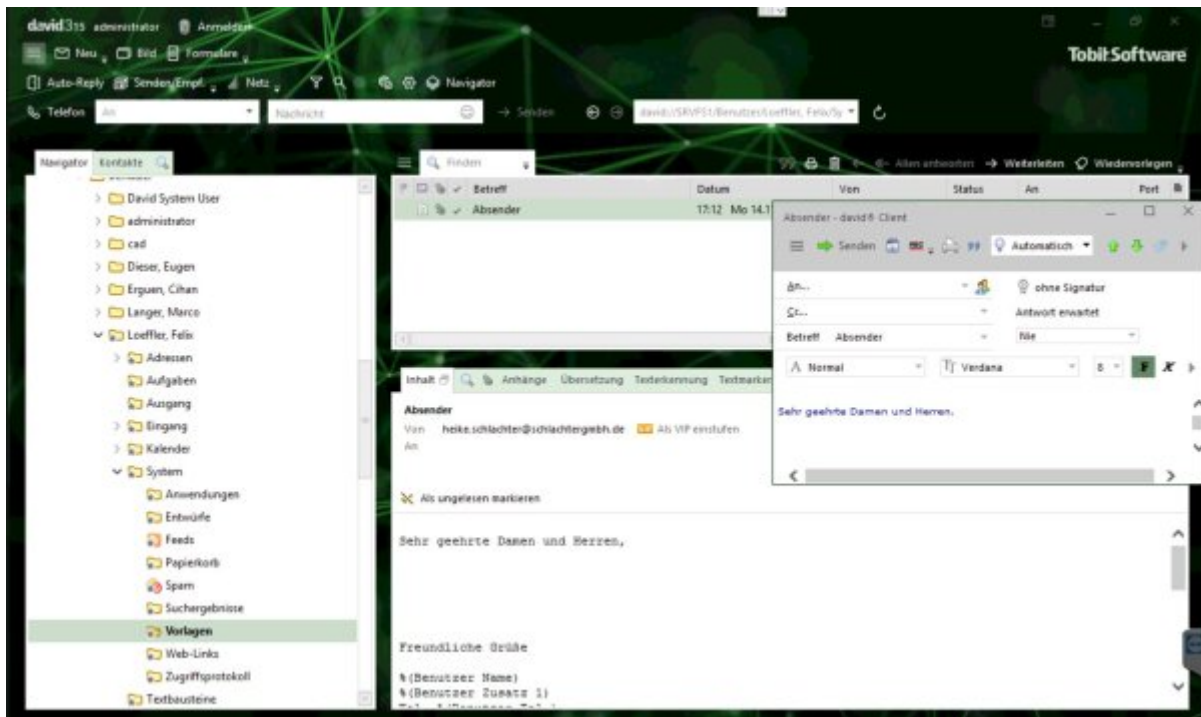 david315 administrator Anmelden
Neu Bild Formulare
Tobit.Software
Auto-Reply Senden/Empf. Netz Navigator
Telefon An Nachricht Senden
Navigator Kontakte
Finden
Allen antworten Weiterleiten Wiedervorlegen
Betreff Datum Von Status An Port
Absender 17:12 Mo
David System User
administrator
cad
Dieser, Eugen
Erguen, Cihan
Langer, Marco
Loeffler, Felix
Adressen
Aufgaben
Ausgang
Eingang
Kalender
System
Anwendungen
Entwürfe
Feeds
Papierkorb
Spam
Suchergebnisse
Vorlagen
Web-Links
Zugriffsprotokoll
Textbausteine
Absender - david® Client
Senden Automatisch
An... ohne Signatur
Cc... Antwort erwartet
Betreff Absender Nie
Normal Verdana 8 F K
Sehr geehrte Damen und Herren,
Inhalt Anhänge Übersetzung Texterkennung
Absender
Von heike.schlachter@schlachtergmbh.de Als VIP einstufen
An
Als ungelesen markieren
Sehr geehrte Damen und Herren,
Freundliche Grüße
%(Benutzer Name)
%(Benutzer Zusatz 1)